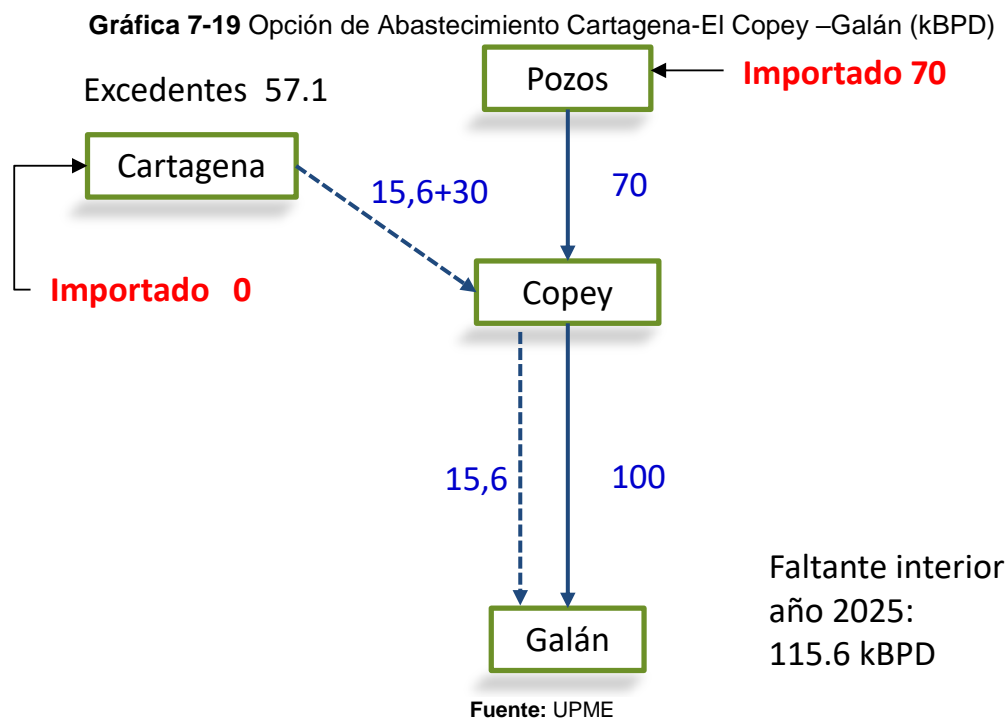 Gráfica 7-19 Opción de Abastecimiento Cartagena-El Copey –Galán (kBPD)
Pozos
Importado 70
Excedentes 57.1
Cartagena
15,6+30
70
Importado 0
Copey
15,6
100
Faltante interior
año 2025:
115.6 kBPD
Galán
Fuente: UPME